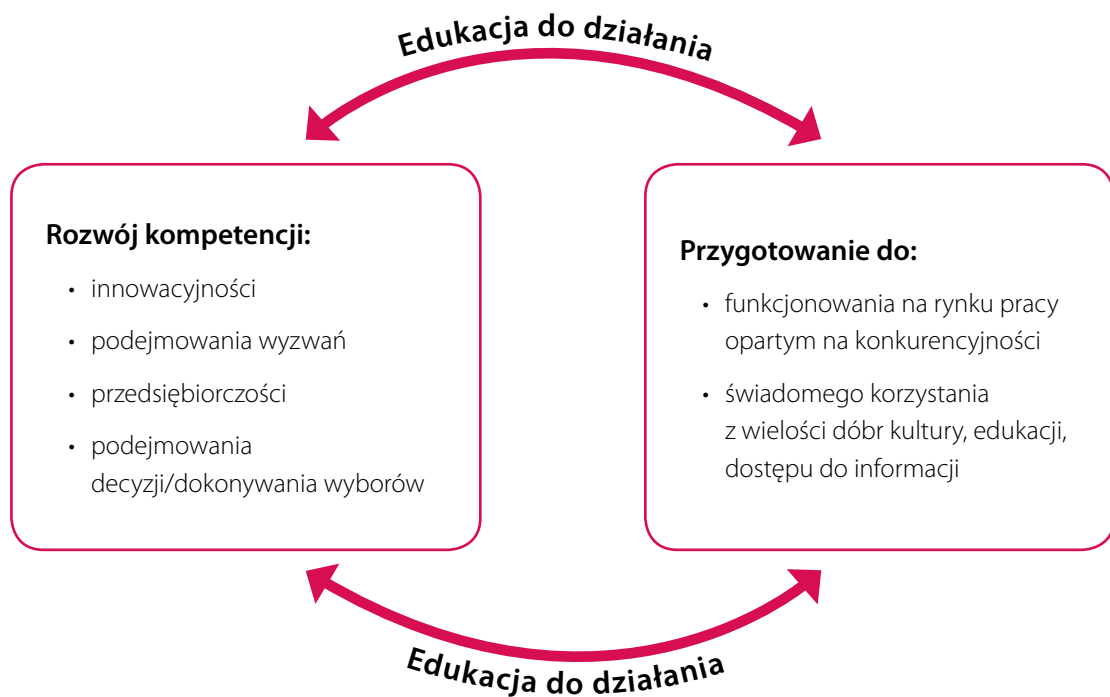 Edukacja do działania
Rozwój kompetencji:
• innowacyjności
• podejmowania wyzwań
• przedsiębiorczości
• podejmowania
decyzji/dokonywania wyborów
Przygotowanie do:
• funkcjonowania na rynku pracy
opartym na konkurencyjności
• świadomego korzystania
z wielości dóbr kultury, edukacji,
dostępu do informacji
Edukacja do działania